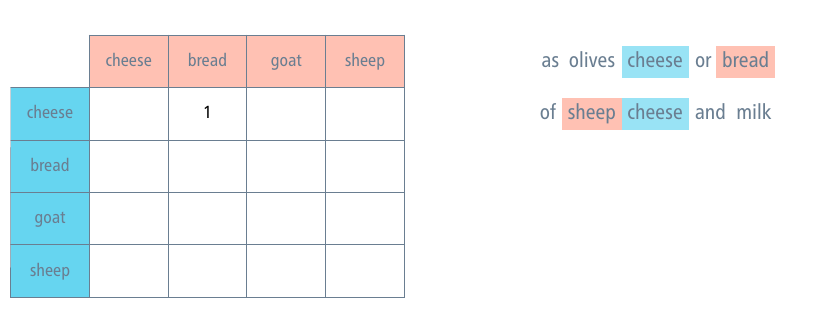 cheese bread goat sheep
cheese 1
bread
goat
sheep
as olives cheese or bread
of sheep cheese and milk